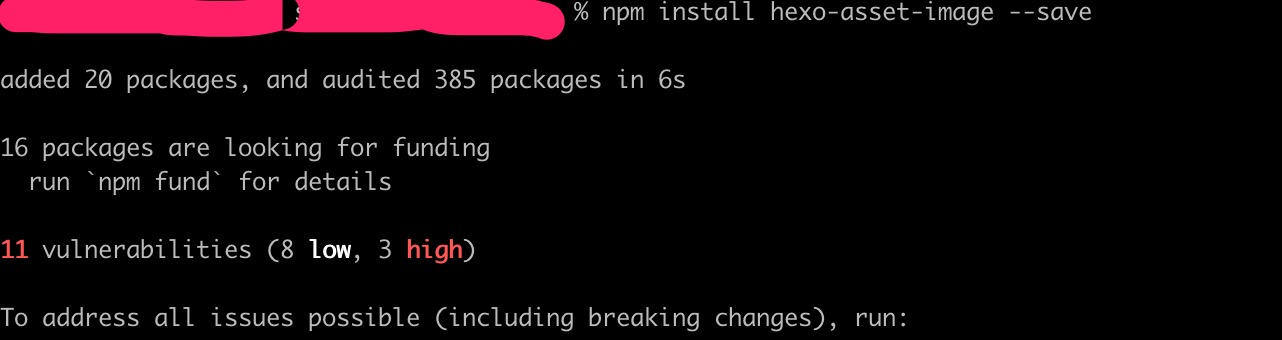 % npm install hexo-asset-image --save
added 20 packages, and audited 385 packages in 6s
16 packages are looking for funding
run `npm fund` for details
11 vulnerabilities (8 low, 3 high)
To address all issues possible (including breaking changes), run: